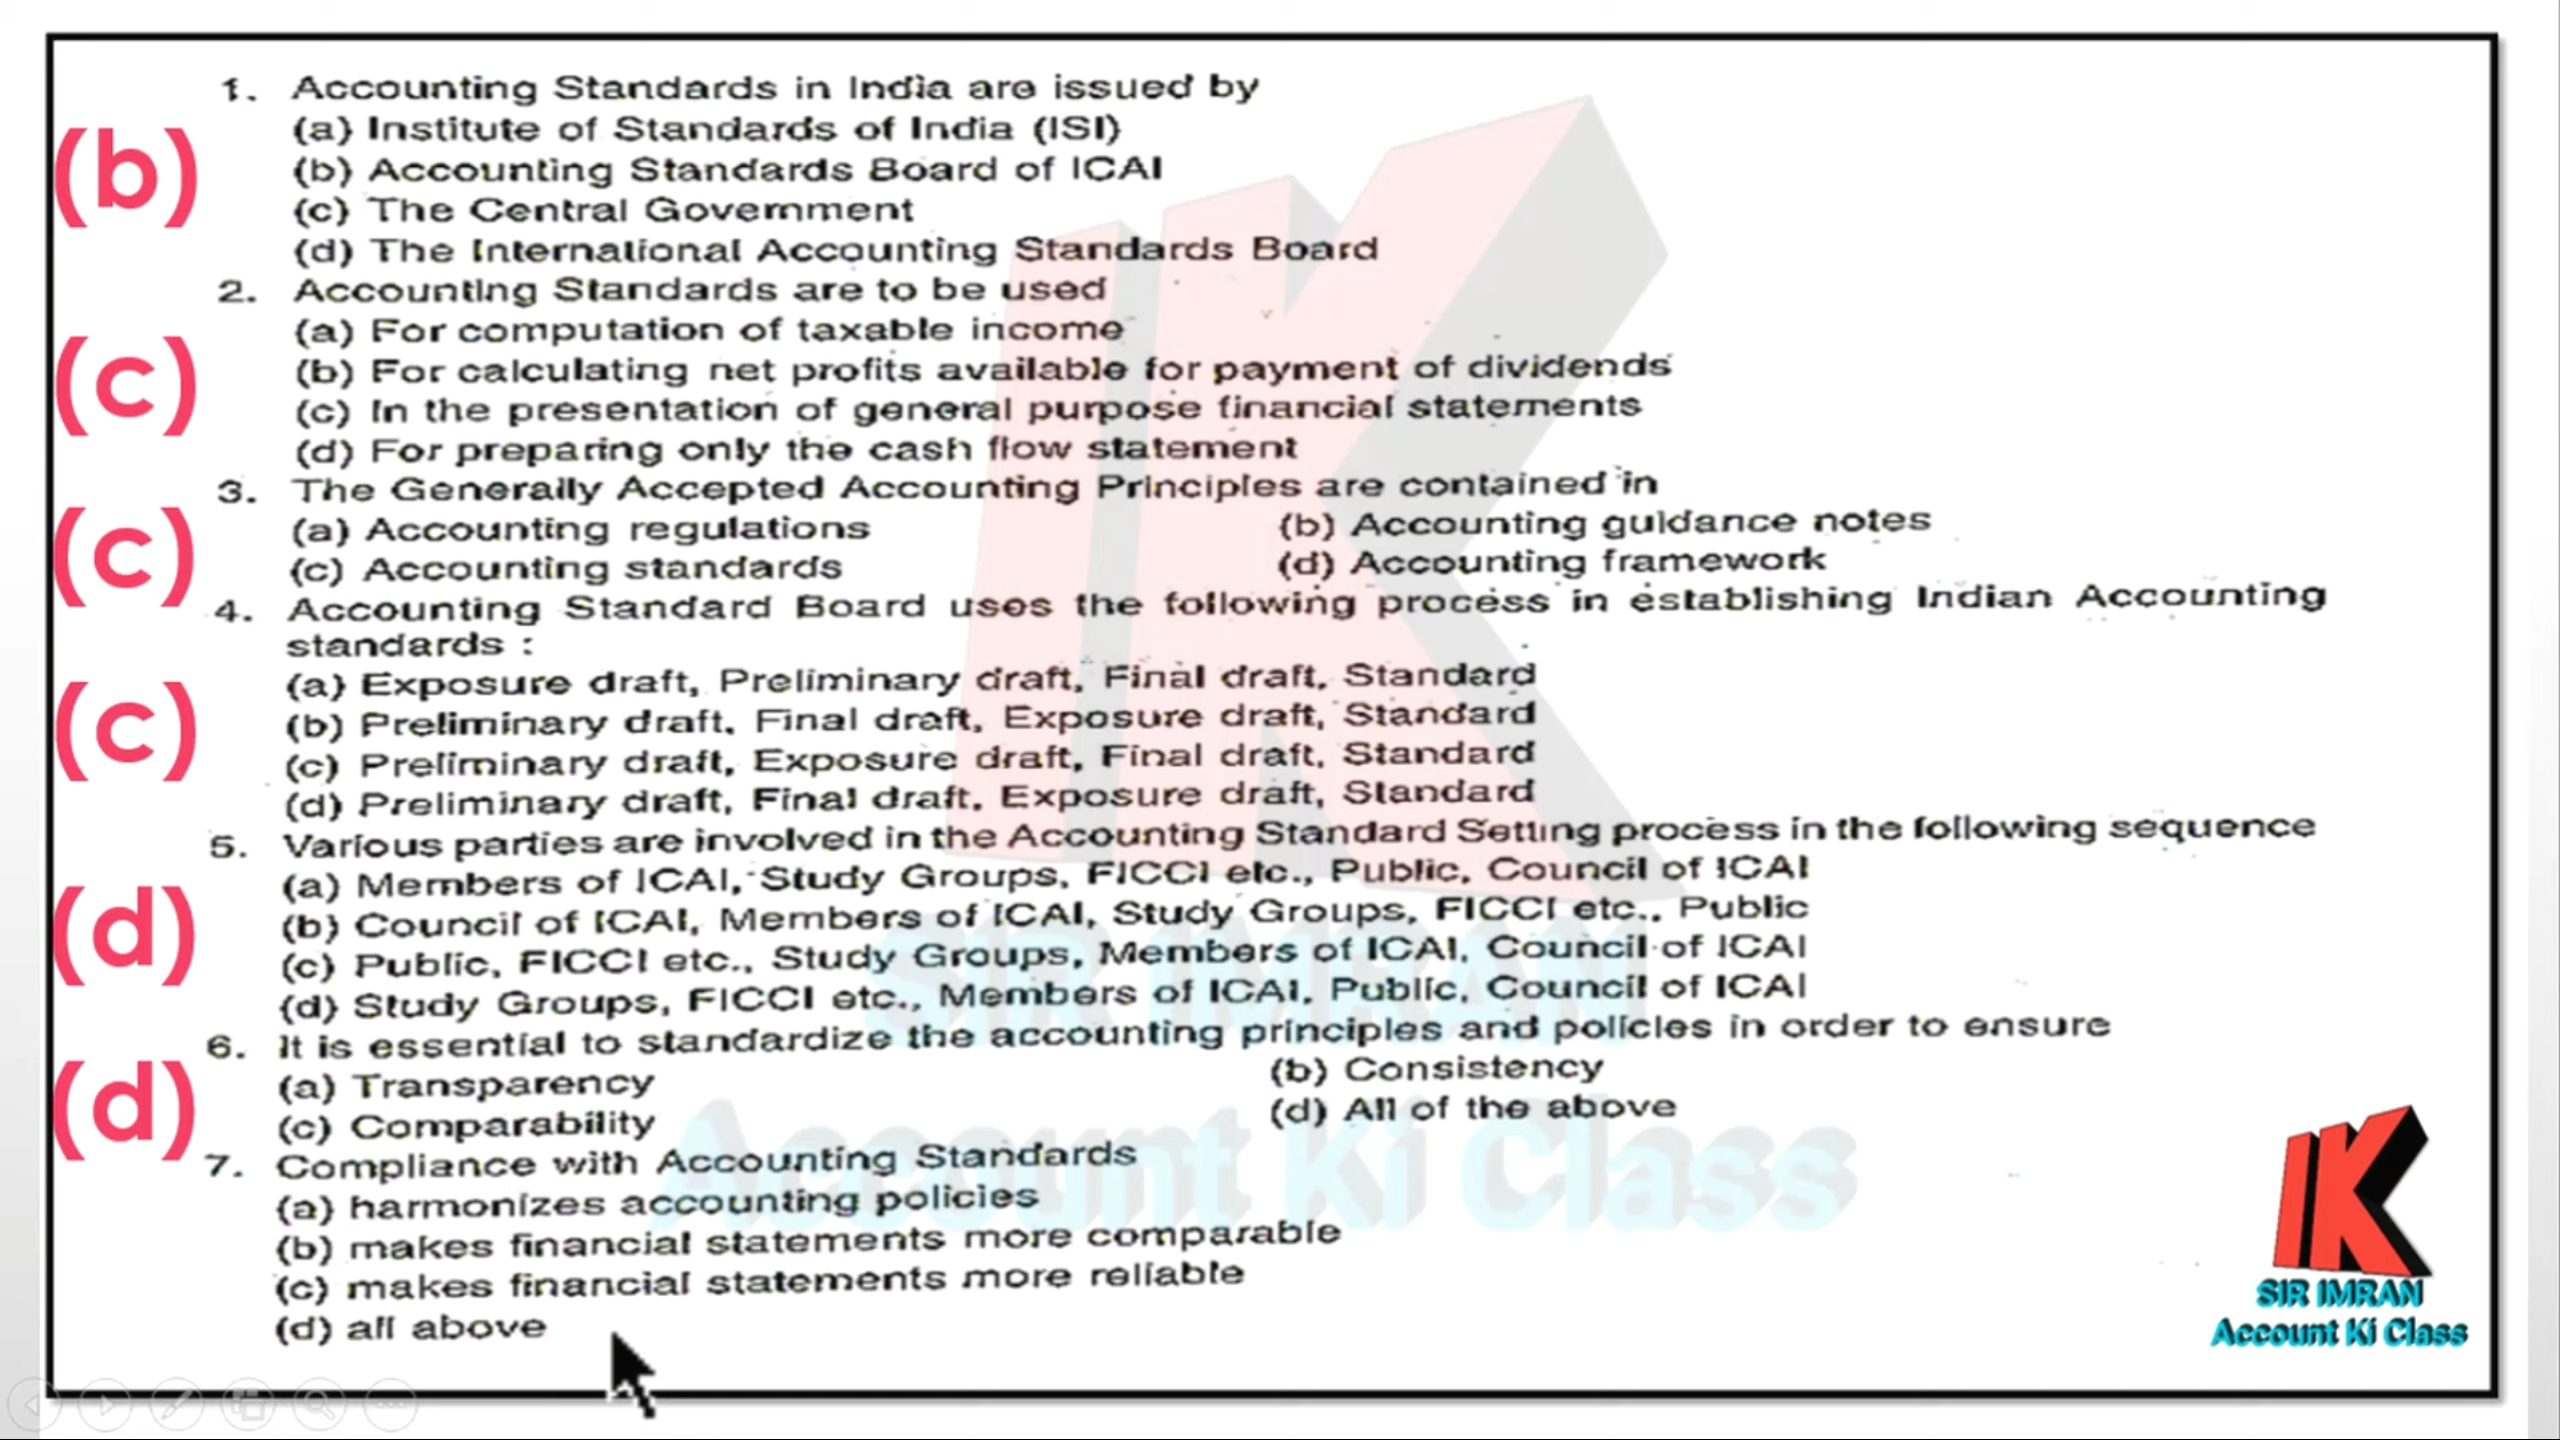 1. Accounting Standards in India are issued by
(a) Institute of Standards of India (ISI)
(b) (b) Accounting Standards Board of ICAI
(c) The Central Government
(d) The International Accounting Standards Board
2. Accounting Standards are to be used
(a) For computation of taxable income
(c) (b) For calculating net profits available for payment of dividends
(c) In the presentation of general purpose financial statements
(d) For preparing only the cash flow statement
3. The Generally Accepted Accounting Principles are contained in
(c) (a) Accounting regulations (b) Accounting guidance notes
(c) Accounting standards (d) Accounting framework
4. Accounting Standard Board uses the following process in establishing Indian Accounting
standards :
(a) Exposure draft, Preliminary draft, Final draft, Standard
(c) (b) Preliminary draft, Final draft, Exposure draft, Standard
(c) Preliminary draft, Exposure draft, Final draft, Standard
(d) Preliminary draft, Final draft, Exposure draft, Standard
5. Various parties are involved in the Accounting Standard Setting process in the following sequence
(a) Members of ICAI, Study Groups, FICCI etc., Public, Council of ICAI
(d) (b) Council of ICAI, Members of ICAI, Study Groups, FICCI etc., Public
(c) Public, FICCI etc., Study Groups, Members of ICAI, Council of ICAI
(d) Study Groups, FICCI etc., Members of ICAI, Public, Council of ICAI
6. It is essential to standardize the accounting principles and policies in order to ensure
(d) (a) Transparency (b) Consistency
(c) Comparability (d) All of the above
7. Compliance with Accounting Standards
(a) harmonizes accounting policies
(b) makes financial statements more comparable
(c) makes financial statements more reliable
(d) all above
IK
SIR IMRAN
Account Ki Class
IK
SIR IMRAN
Account Ki Class